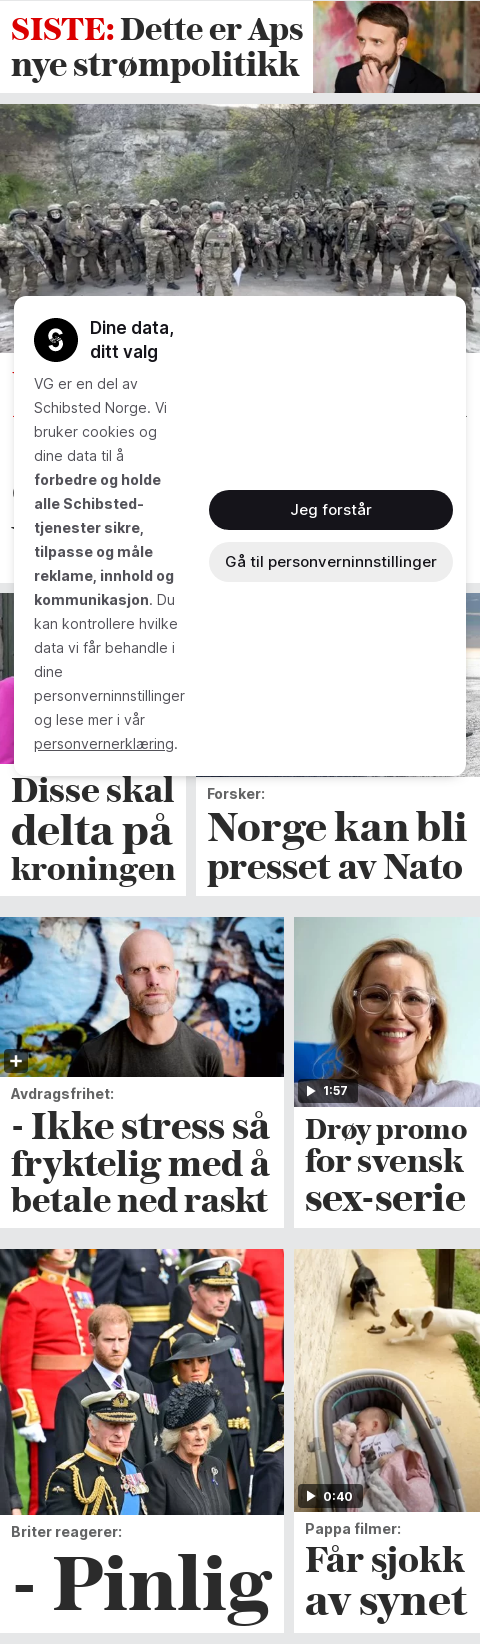 SISTE: Dette er Aps
nye strømpolitikk
Dine data,
ditt valg
VG er en del av
Schibsted Norge. Vi
bruker cookies og
dine data til å
forbedre og holde
alle Schibsted-
tjenester sikre,
tilpasse og måle
reklame, innhold og
kommunikasjon. Du
kan kontrollere hvilke
data vi får behandle i
dine
personverninnstillinger
og lese mer i vår
personvernerklæring.
Jeg forstår
Gå til personverninnstillinger
Disse skal
delta på
kroningen
Forsker:
Norge kan bli
presset av Nato
Avdragsfrihet:
- Ikke stress så
fryktelig med å
betale ned raskt
1:57
Drøy promo
for svensk
sex-serie
Briter reagerer:
- Pinlig
0:40
Pappa filmer:
Får sjokk
av synet